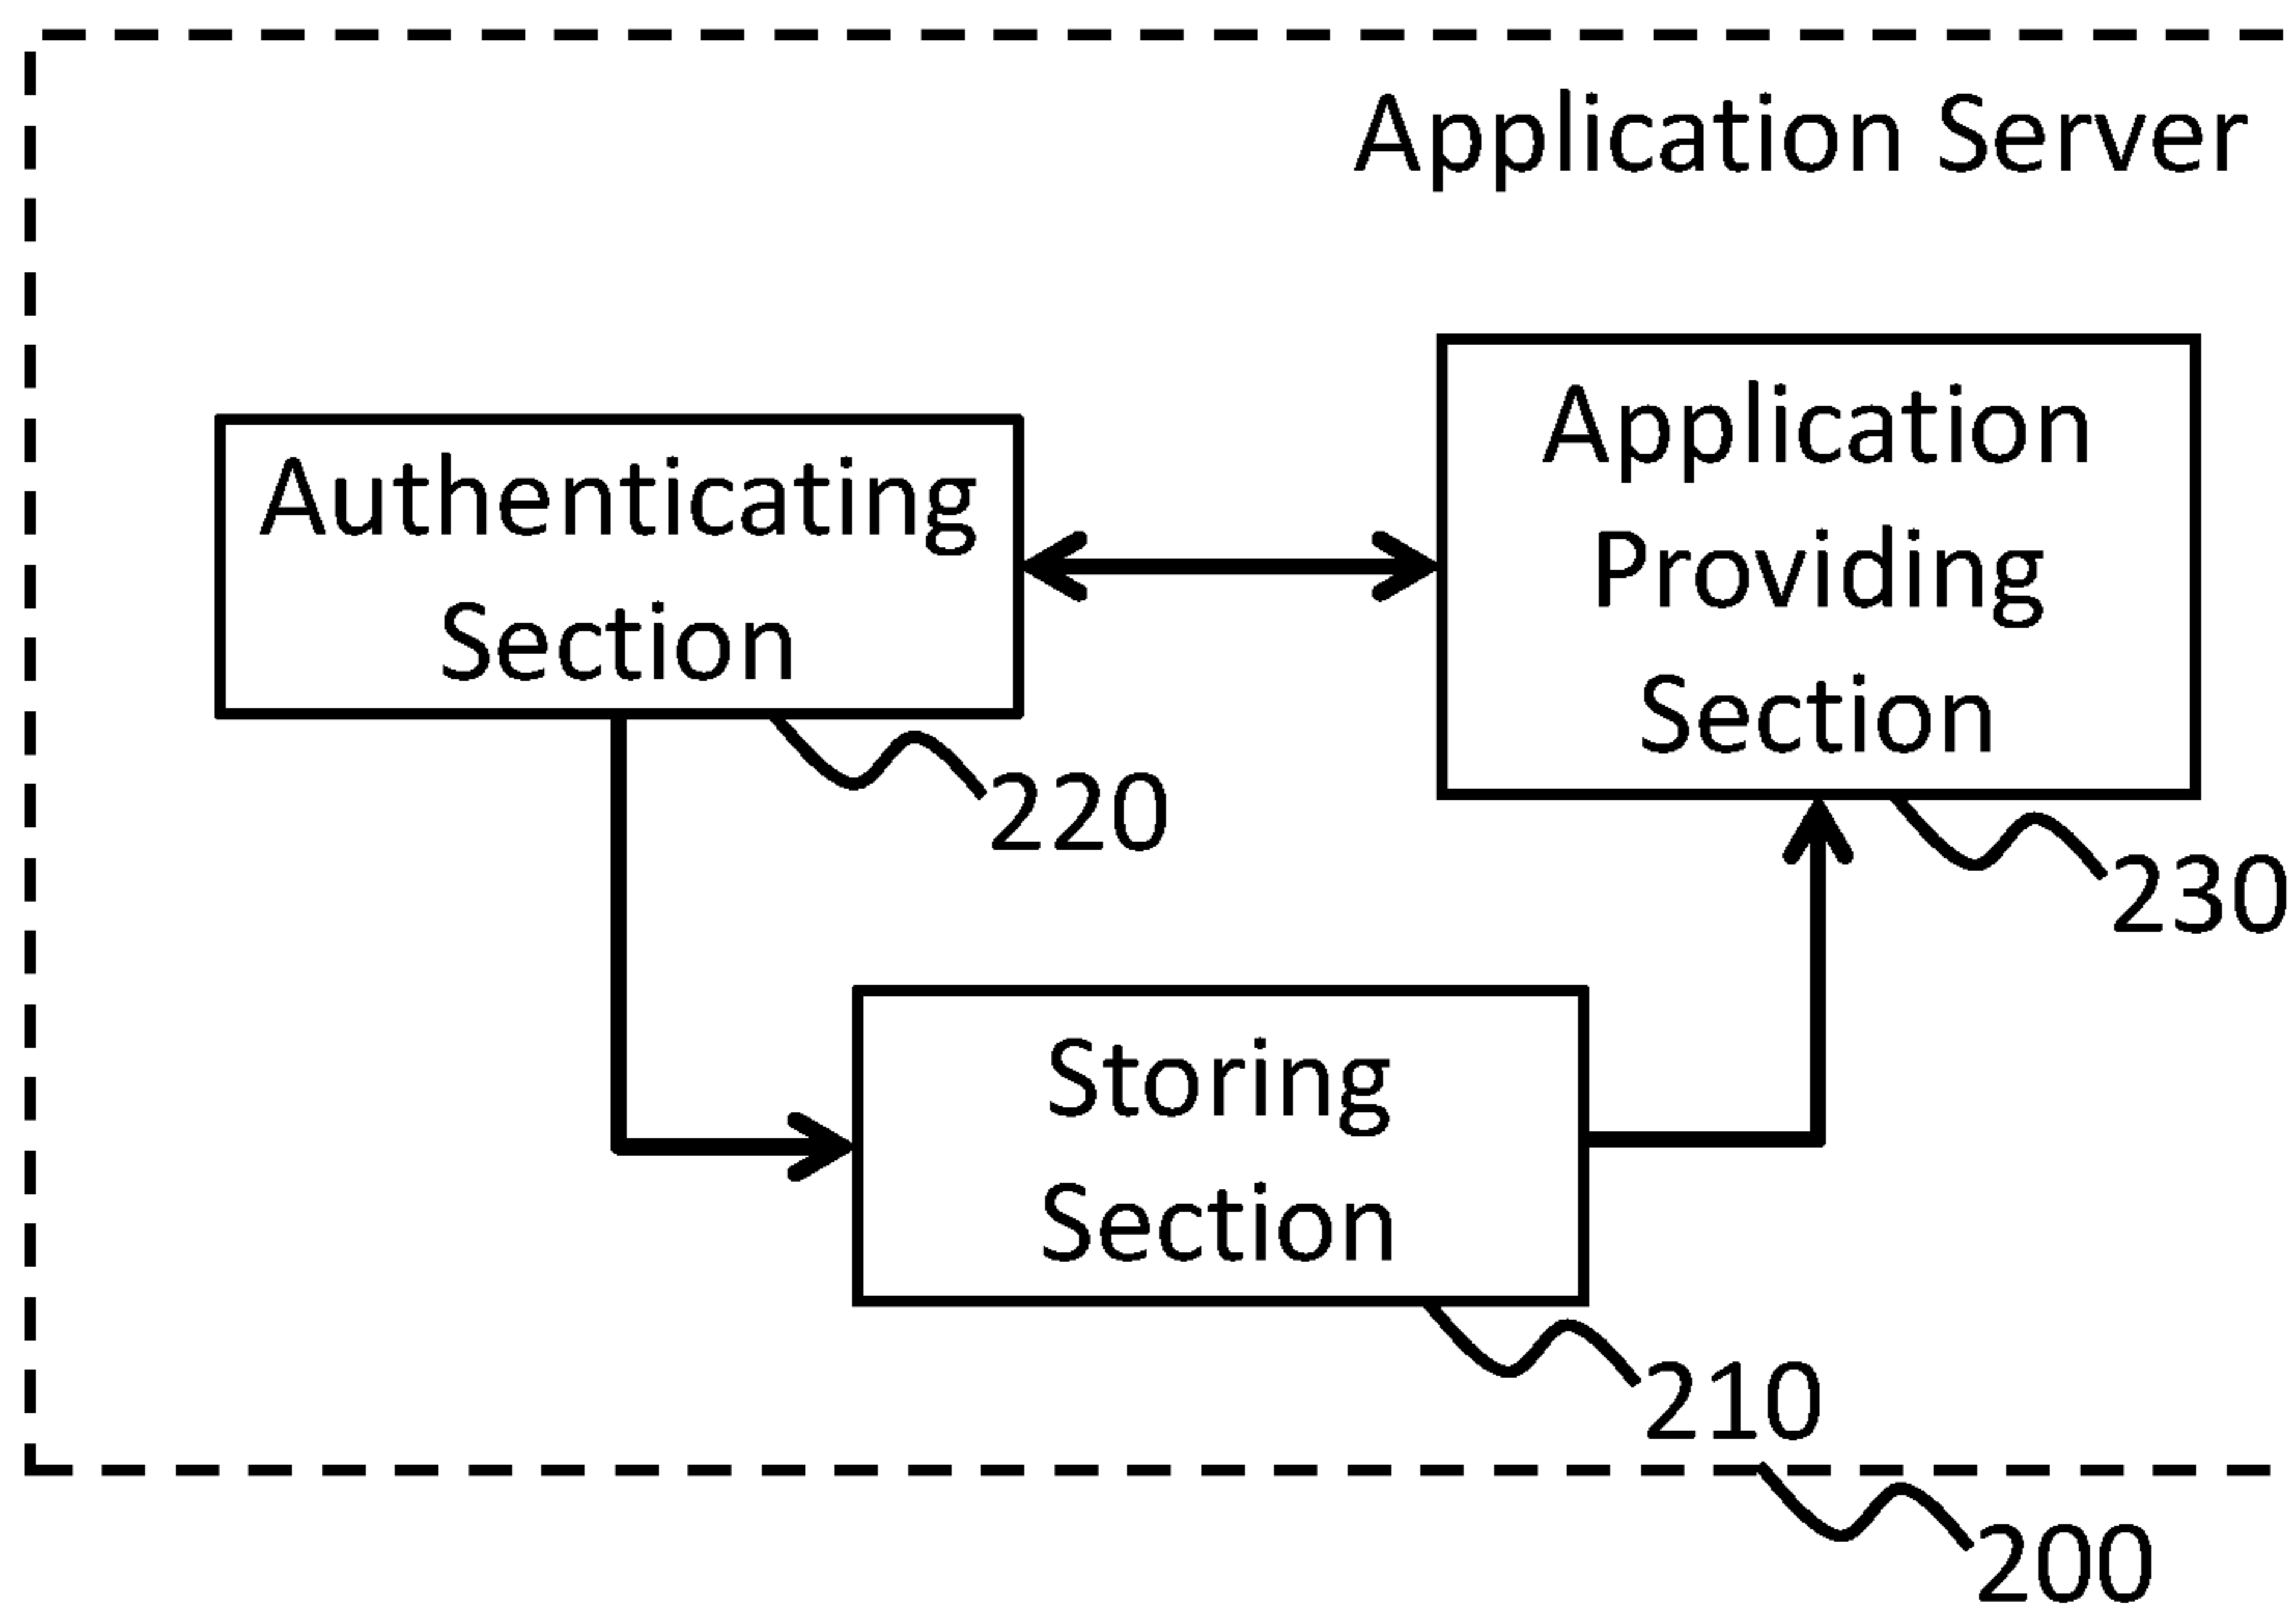 Application Server
Authenticating
Section
220
Application
Providing
Section
230
Storing
Section
210
200